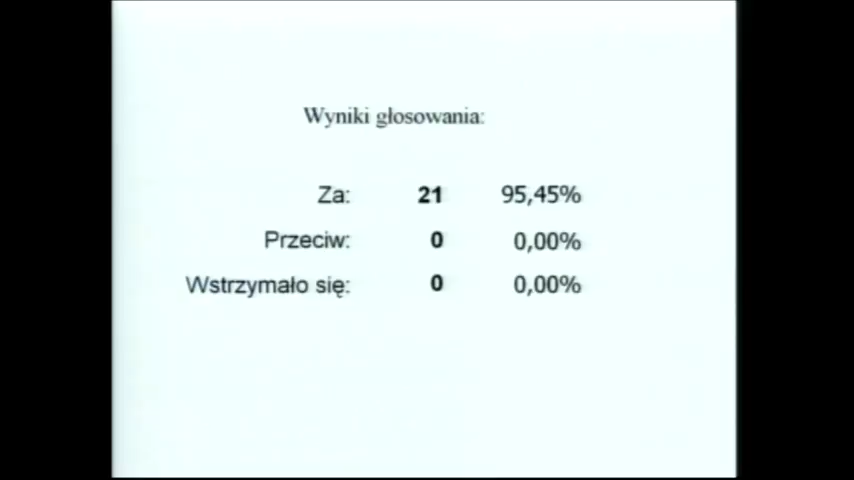 Wyniki głosowania:
Za: 21 95,45%
Przeciw: 0 0,00%
Wstrzymało się: 0 0,00%